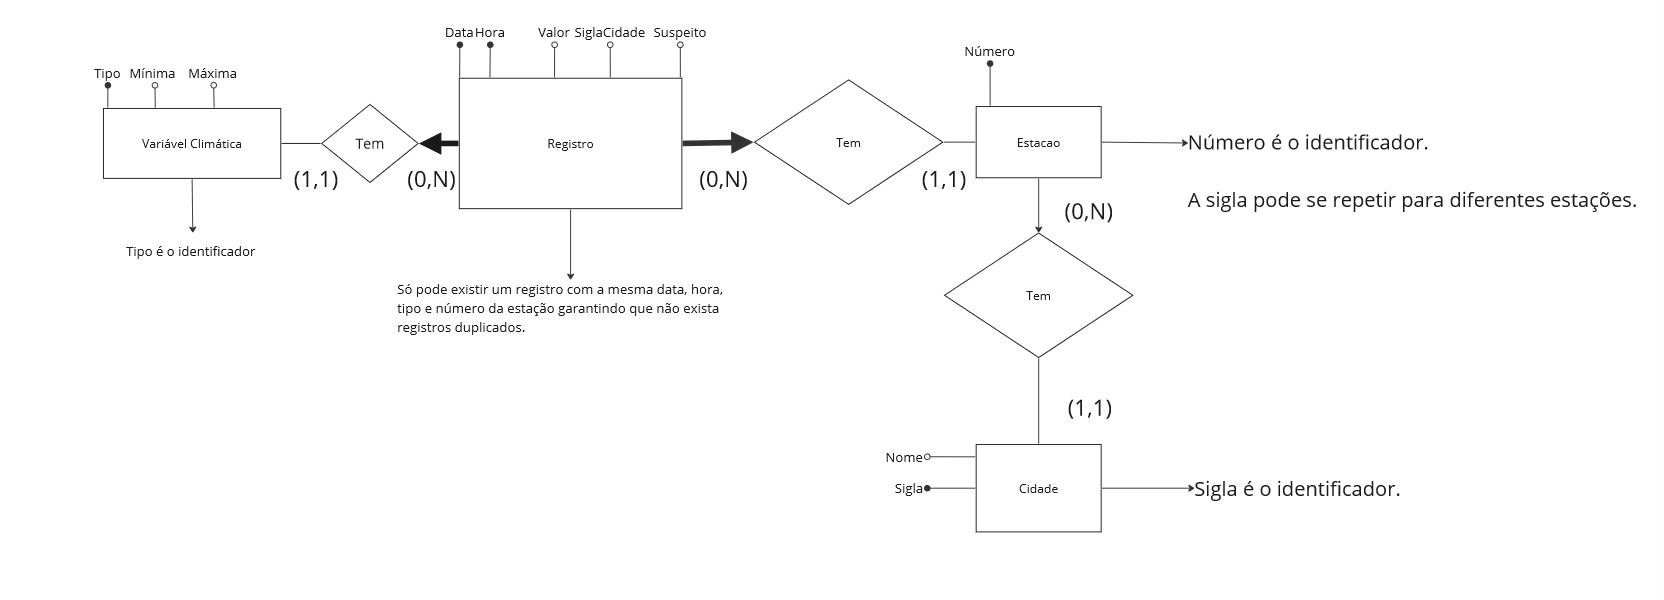 Data Hora Valor SiglaCidade Suspeito
Número
Tipo Mínima Máxima
Variável Climática
Tem
Registro
Tem
Estacao
Número é o identificador.
(1,1)
(0,N)
(0,N)
(1,1)
A sigla pode se repetir para diferentes estações.
(0,N)
Tipo é o identificador
Só pode existir um registro com a mesma data, hora,
tipo e número da estação garantindo que não exista
registros duplicados.
Tem
(1,1)
Nome
Sigla
Cidade
Sigla é o identificador.